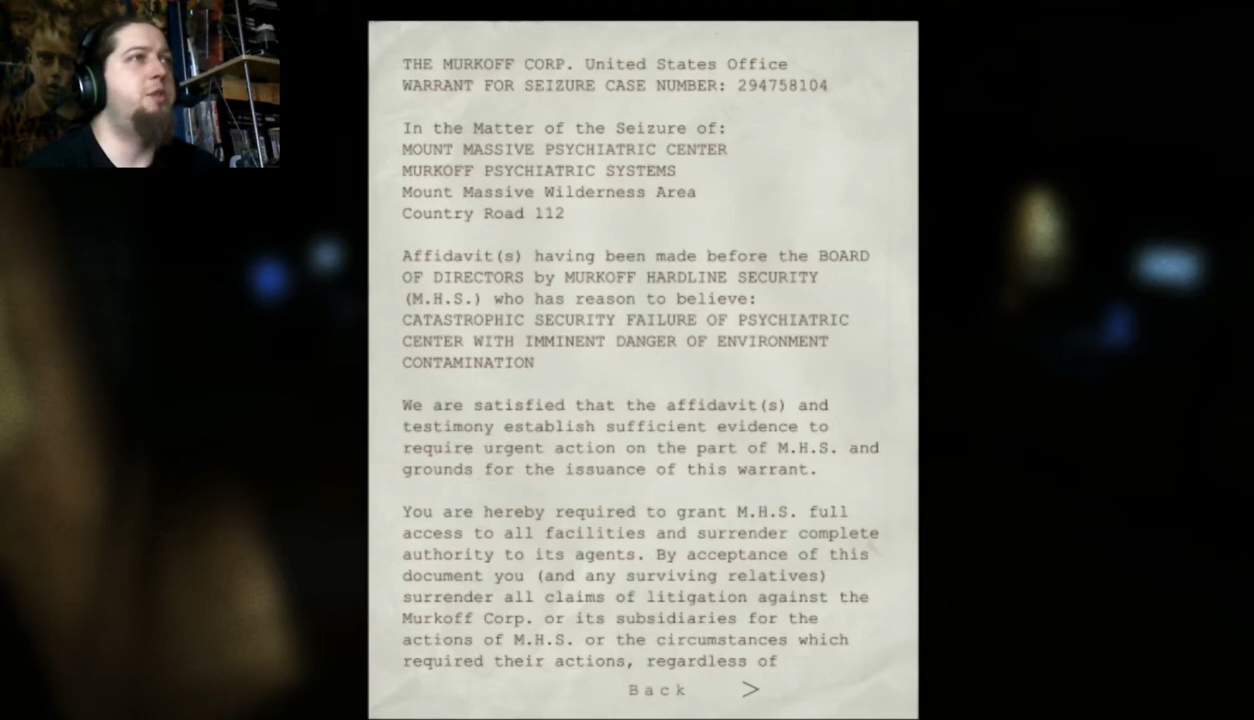 THE MURKOFF CORP. United States Office
WARRANT FOR SEIZURE CASE NUMBER: 294758104
In the Matter of the Seizure of:
MOUNT MASSIVE PSYCHIATRIC CENTER
MURKOFF PSYCHIATRIC SYSTEMS
Mount Massive Wilderness Area
Country Road 112
Affidavit(s) having been made before the BOARD
OF DIRECTORS by MURKOFF HARDLINE SECURITY
(M.H.S.) who has reason to believe:
CATASTROPHIC SECURITY FAILURE OF PSYCHIATRIC
CENTER WITH IMMINENT DANGER OF ENVIRONMENT
CONTAMINATION
We are satisfied that the affidavit(s) and
testimony establish sufficient evidence to
require urgent action on the part of M.H.S. and
grounds for the issuance of this warrant.
You are hereby required to grant M.H.S. full
access to all facilities and surrender complete
authority to its agents. By acceptance of this
document you (and any surviving relatives)
surrender all claims of litigation against the
Murkoff Corp. or its subsidiaries for the
actions of M.H.S. or the circumstances which
required their actions, regardless of
Back >